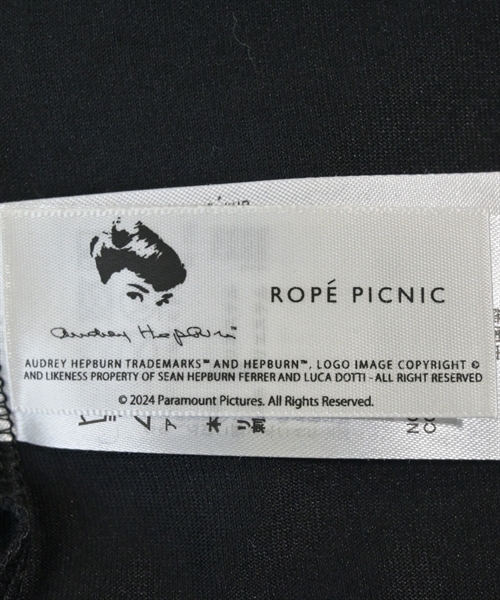 ROPÉ PICNIC
Audrey Hepburn
AUDREY HEPBURN TRADEMARKS™ AND HEPBURN™, LOGO IMAGE COPYRIGHT ©
AND LIKENESS PROPERTY OF SEAN HEPBURN FERRER AND LUCA DOTTI - ALL RIGHT RESERVED
© 2024 Paramount Pictures. All Rights Reserved.